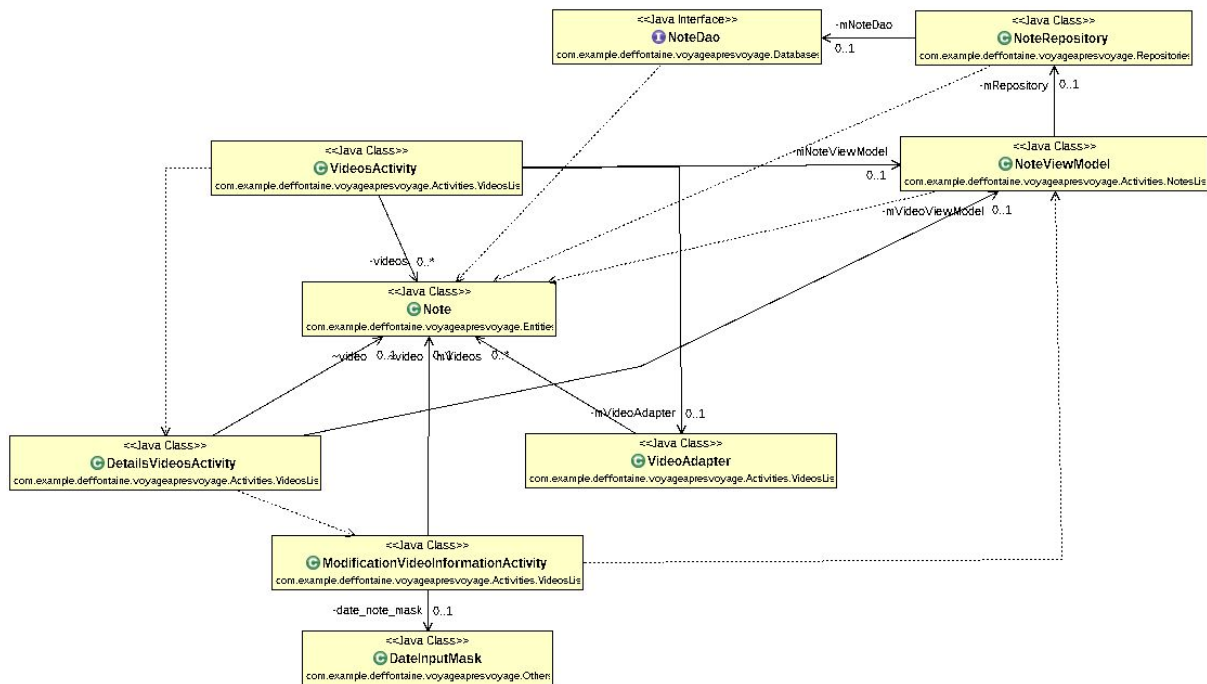 <<Java Interface>>
NoteDao
com.example.deffontaine.voyageapresvoyage.Databases
-mNoteDao
0..1
<<Java Class>>
NoteRepository
com.example.deffontaine.voyageapresvoyage.Repositories
-mRepository 0..1
<<Java Class>>
VideosActivity
com.example.deffontaine.voyageapresvoyage.Activities.VideosLis
-mNoteViewModel
0..1
<<Java Class>>
NoteViewModel
com.example.deffontaine.voyageapresvoyage.Activities.NotesLis
-mVideoViewModel 0..1
-videos 0..*
<<Java Class>>
Note
com.example.deffontaine.voyageapresvoyage.Entities
~video 0..1
~video 0..1
-mVideos 0..*
-mVideoAdapter 0..1
<<Java Class>>
DetailsVideosActivity
com.example.deffontaine.voyageapresvoyage.Activities.VideosLis
<<Java Class>>
VideoAdapter
com.example.deffontaine.voyageapresvoyage.Activities.VideosLis
<<Java Class>>
ModificationVideoInformationActivity
com.example.deffontaine.voyageapresvoyage.Activities.VideosLis
-date_note_mask 0..1
<<Java Class>>
DateInputMask
com.example.deffontaine.voyageapresvoyage.Others